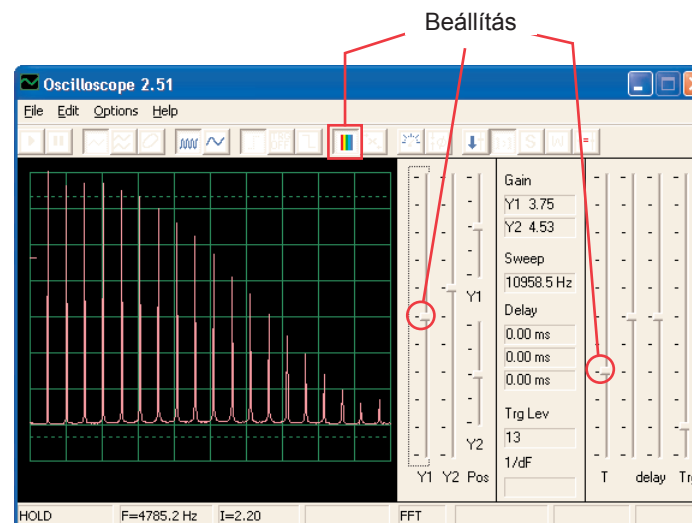 Beállítás
Oscilloscope 2.51
File Edit Options Help
Gain
Y1 3.75
Y2 4.53
Sweep
10958.5 Hz
Y1
Delay
0.00 ms
0.00 ms
0.00 ms
Trg Lev
13
Y2
1/dF
Y1 Y2 Pos
T delay Trg
HOLD F=4785.2 Hz I=2.20 FFT